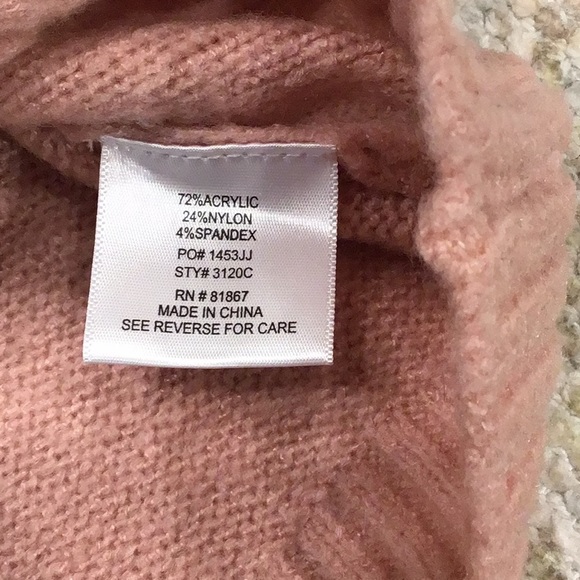 72%ACRYLIC
24%NYLON
4%SPANDEX
PO# 1453JJ
STY# 3120C
RN # 81867
MADE IN CHINA
SEE REVERSE FOR CARE